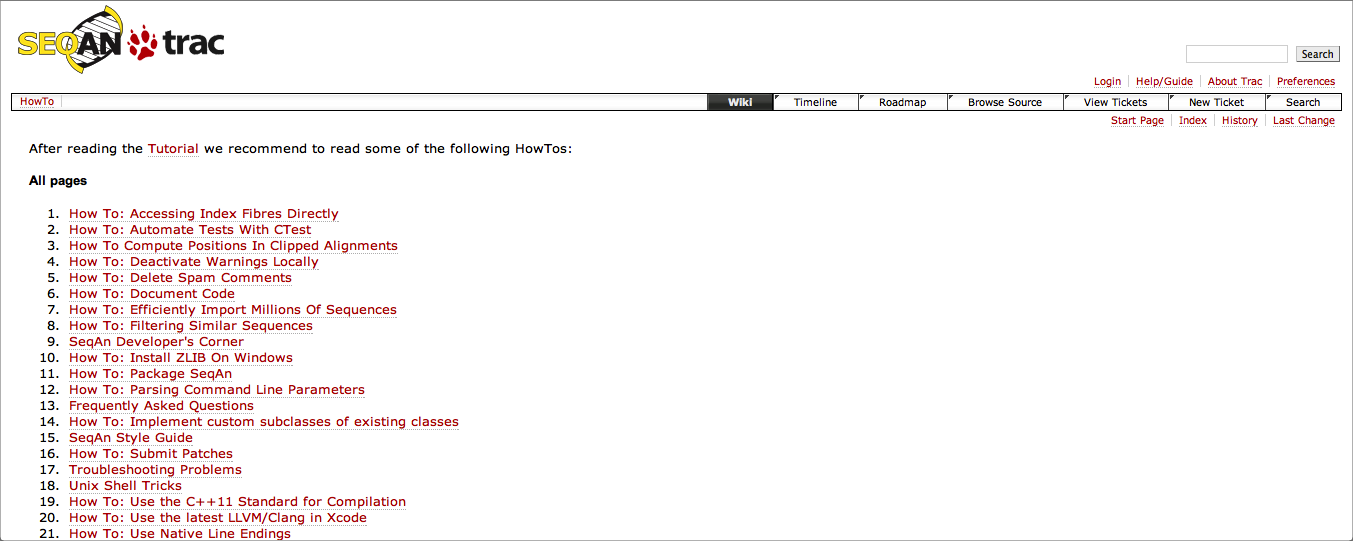 SEQAN trac
Search
Login Help/Guide About Trac Preferences
HowTo Wiki Timeline Roadmap Browse Source View Tickets New Ticket Search
Start Page Index History Last Change
After reading the Tutorial we recommend to read some of the following HowTos:
All pages
1. How To: Accessing Index Fibres Directly
2. How To: Automate Tests With CTest
3. How To Compute Positions In Clipped Alignments
4. How To: Deactivate Warnings Locally
5. How To: Delete Spam Comments
6. How To: Document Code
7. How To: Efficiently Import Millions Of Sequences
8. How To: Filtering Similar Sequences
9. SeqAn Developer's Corner
10. How To: Install ZLIB On Windows
11. How To: Package SeqAn
12. How To: Parsing Command Line Parameters
13. Frequently Asked Questions
14. How To: Implement custom subclasses of existing classes
15. SeqAn Style Guide
16. How To: Submit Patches
17. Troubleshooting Problems
18. Unix Shell Tricks
19. How To: Use the C++11 Standard for Compilation
20. How To: Use the latest LLVM/Clang in Xcode
21. How To: Use Native Line Endings